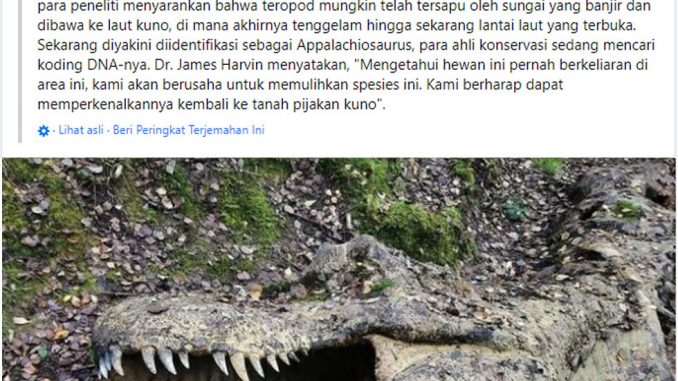 para peneliti menyarankan bahwa teropod mungkin telah tersapu oleh sungai yang banjir dan
dibawa ke laut kuno, di mana akhirnya tenggelam hingga sekarang lantai laut yang terbuka.
Sekarang diyakini diidentifikasi sebagai Appalachiosaurus, para ahli konservasi sedang mencari
koding DNA-nya. Dr. James Harvin menyatakan, "Mengetahui hewan ini pernah berkeliaran di
area ini, kami akan berusaha untuk memulihkan spesies ini. Kami berharap dapat
memperkenalkannya kembali ke tanah pijakan kuno".
· Lihat asli · Beri Peringkat Terjemahan Ini